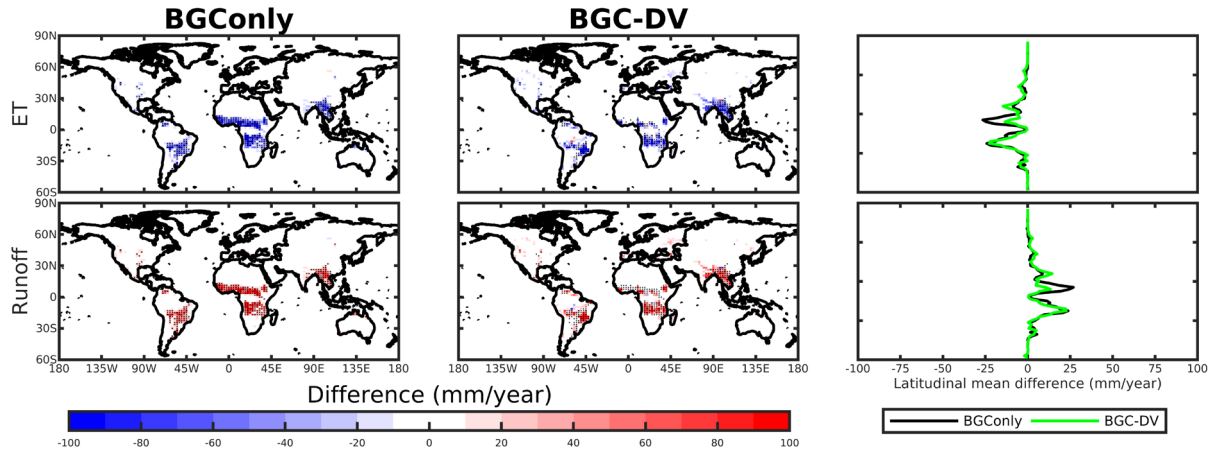 BGConly BGC-DV
90N
60N
30N
0
30S
60S
ET
90N
60N
30N
0
30S
60S
Runoff
180 135W 90W 45W 0 45E 90E 135E 180
180 135W 90W 45W 0 45E 90E 135E 180
-100 -75 -50 -25 0 25 50 75 100
Latitudinal mean difference (mm/year)
Difference (mm/year)
-100 -80 -60 -40 -20 0 20 40 60 80 100
BGConly BGC-DV